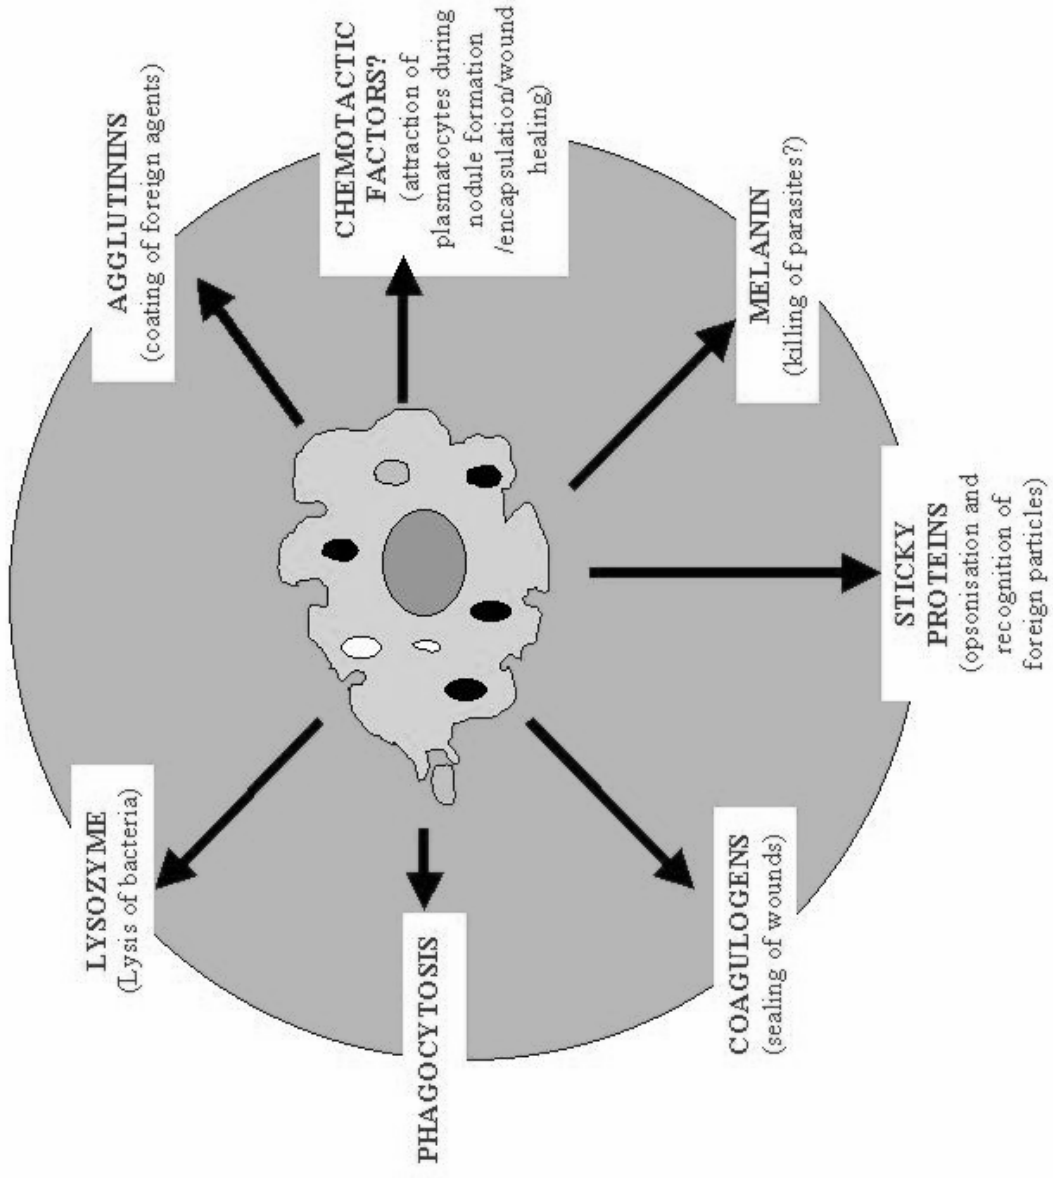 LYSOZYME
(Lysis of bacteria)
AGGLUTININS
(coating of foreign agents)
CHEMOTACTIC
FACTORS?
(attraction of
plasmatocytes during
nodule formation
/encapsulation/wound
healing)
PHAGOCYTOSIS
COAGULOGENS
(sealing of wounds)
MELANIN
(killing of parasites?)
STICKY
PROTEINS
(opsonisation and
recognition of
foreign particles)